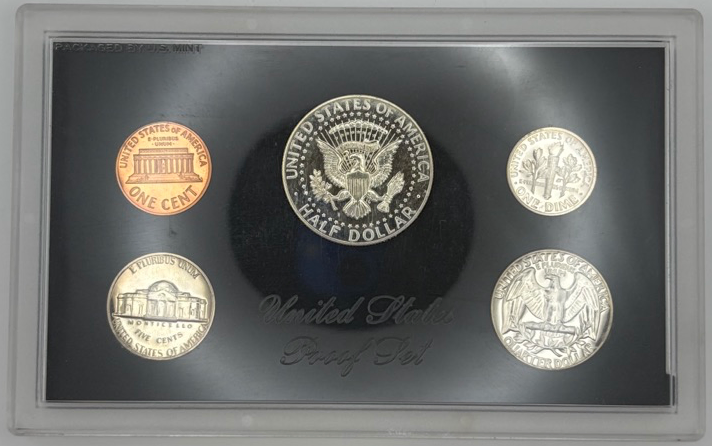 PACKAGED BY U.S. MINT
UNITED STATES OF AMERICA
E·PLURIBUS
·UNUM·
ONE CENT
UNITED STATES OF AMERICA
HALF DOLLAR
UNITED STATES OF AMERICA
ONE DIME
E PLURIBUS UNUM
MONTICELLO
FIVE CENTS
UNITED STATES OF AMERICA
UNITED STATES OF AMERICA
QUARTER DOLLAR
United States
Proof Set